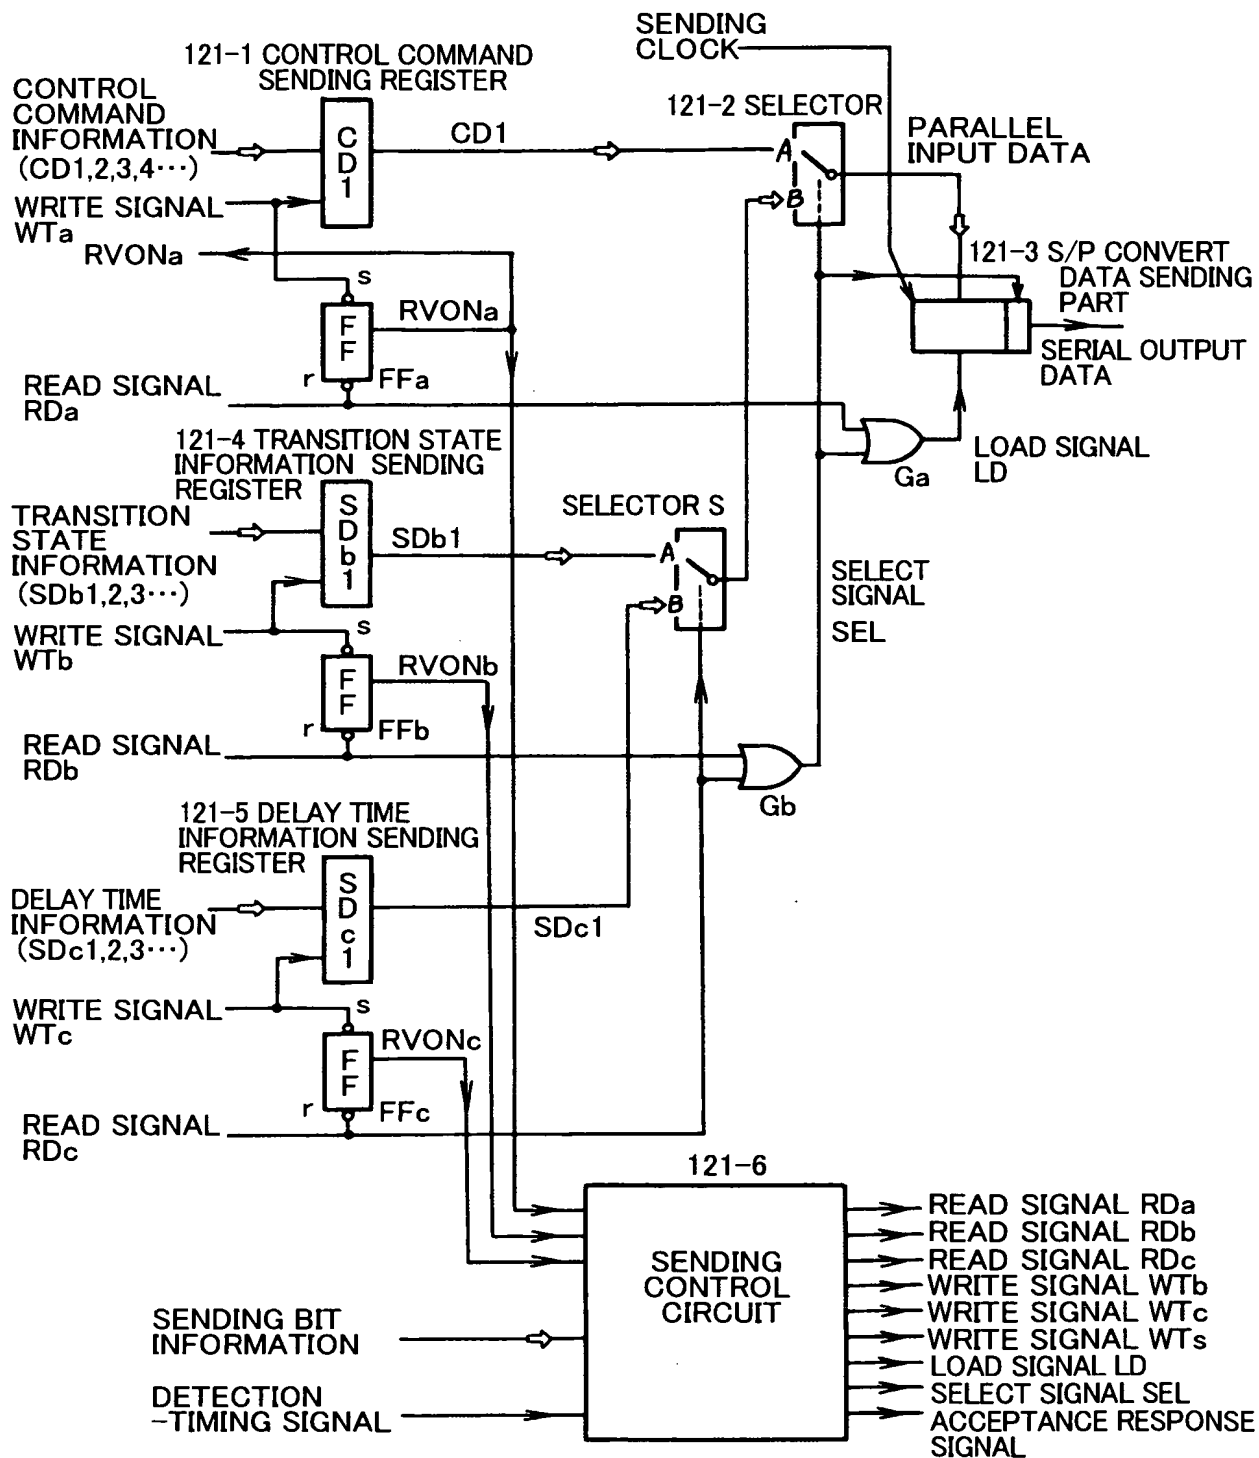 SENDING
CLOCK
121-1 CONTROL COMMAND
SENDING REGISTER
CONTROL
COMMAND
INFORMATION
(CD1,2,3,4···)
C
D
1
CD1
121-2 SELECTOR
A
B
PARALLEL
INPUT DATA
WRITE SIGNAL
WTa
RVONa
s
F
F
RVONa
r
FFa
121-3 S/P CONVERT
DATA SENDING
PART
SERIAL OUTPUT
DATA
READ SIGNAL
RDa
Ga
LOAD SIGNAL
LD
121-4 TRANSITION STATE
INFORMATION SENDING
REGISTER
TRANSITION
STATE
INFORMATION
(SDb1,2,3···)
S
D
b
1
SDb1
SELECTOR S
A
B
SELECT
SIGNAL
SEL
WRITE SIGNAL
WTb
s
F
F
RVONb
r
FFb
READ SIGNAL
RDb
Gb
121-5 DELAY TIME
INFORMATION SENDING
REGISTER
DELAY TIME
INFORMATION
(SDc1,2,3···)
S
D
c
1
SDc1
WRITE SIGNAL
WTc
s
F
F
RVONc
r
FFc
READ SIGNAL
RDc
121-6
SENDING
CONTROL
CIRCUIT
SENDING BIT
INFORMATION
DETECTION
-TIMING SIGNAL
READ SIGNAL RDa
READ SIGNAL RDb
READ SIGNAL RDc
WRITE SIGNAL WTb
WRITE SIGNAL WTc
WRITE SIGNAL WTs
LOAD SIGNAL LD
SELECT SIGNAL SEL
ACCEPTANCE RESPONSE
SIGNAL